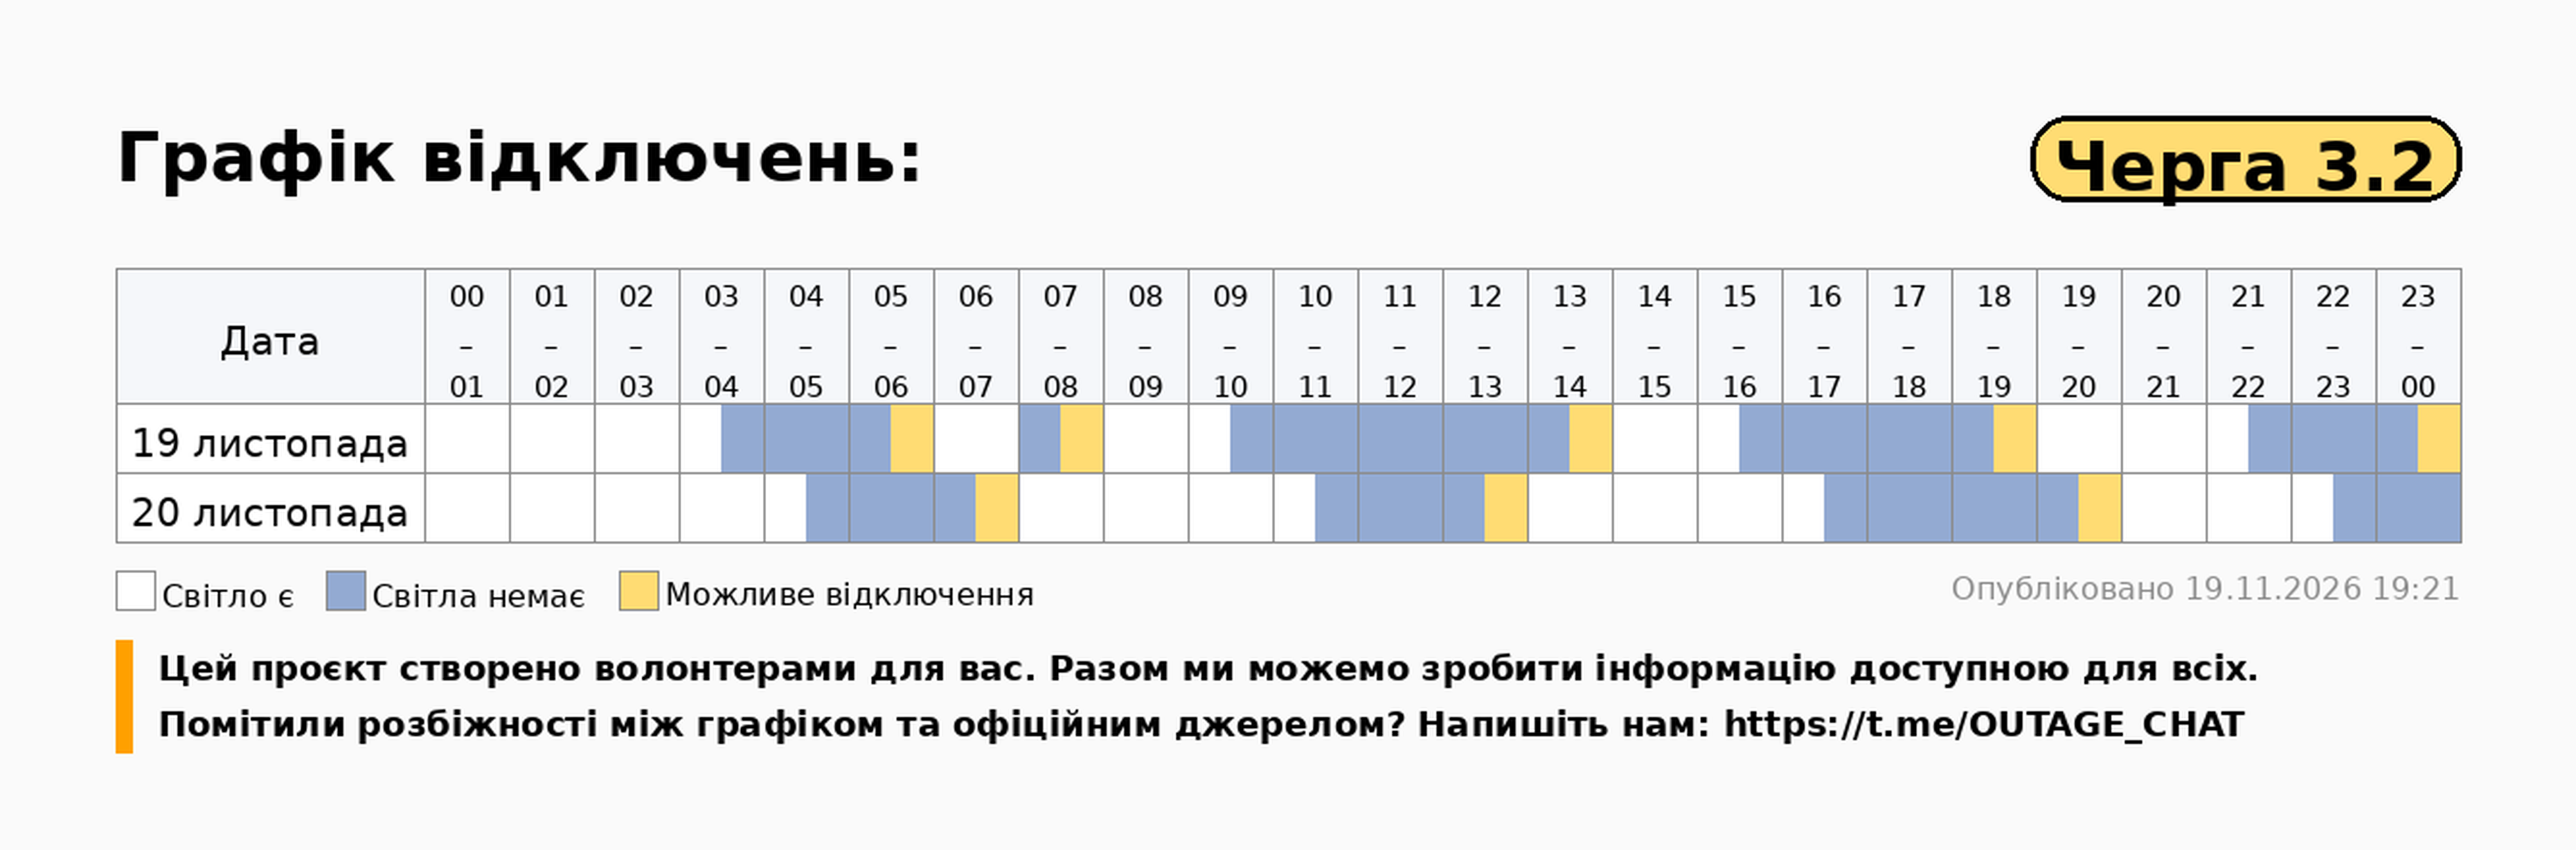 Графік відключень:
Черга 3.2
Дата
00 – 01
01 – 02
02 – 03
03 – 04
04 – 05
05 – 06
06 – 07
07 – 08
08 – 09
09 – 10
10 – 11
11 – 12
12 – 13
13 – 14
14 – 15
15 – 16
16 – 17
17 – 18
18 – 19
19 – 20
20 – 21
21 – 22
22 – 23
23 – 00
19 листопада
20 листопада
Світло є
Світла немає
Можливе відключення
Опубліковано 19.11.2026 19:21
Цей проєкт створено волонтерами для вас. Разом ми можемо зробити інформацію доступною для всіх.
Помітили розбіжності між графіком та офіційним джерелом? Напишіть нам: https://t.me/OUTAGE_CHAT